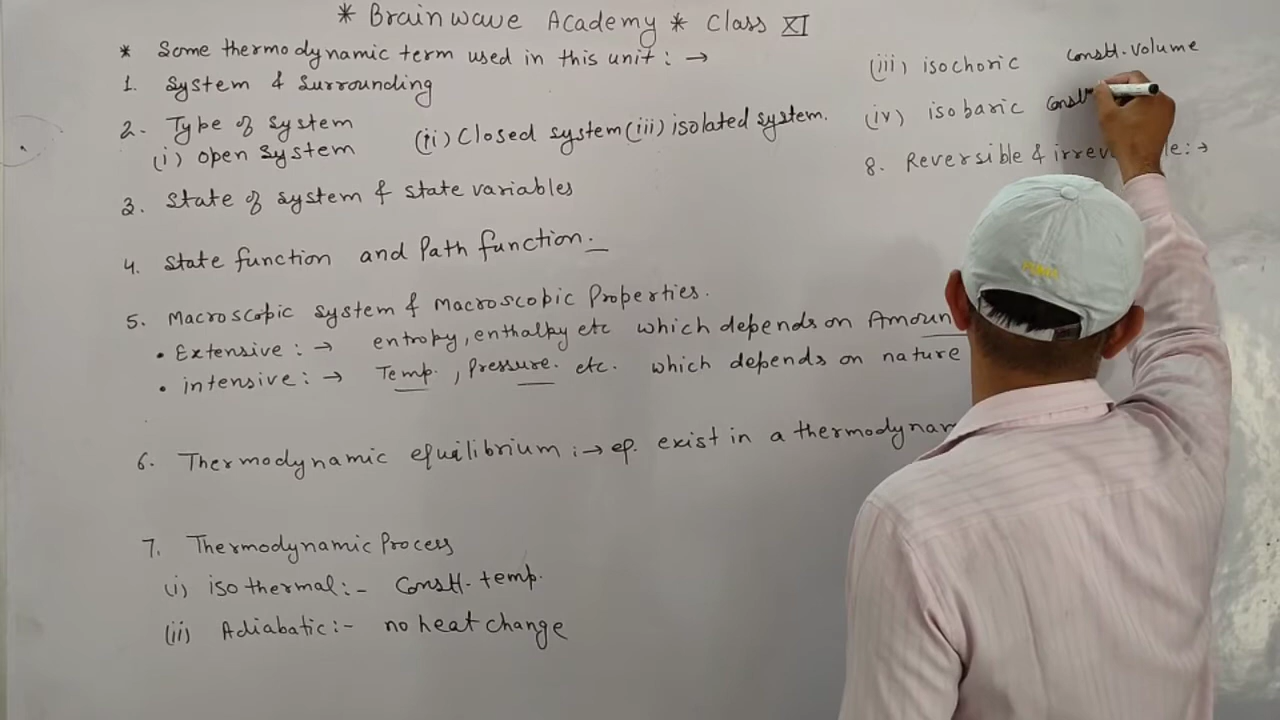 * Brainwave Academy * Class XI
* Some thermodynamic term used in this unit : →
1. System & Surrounding
2. Type of system
(i) open system (ii) Closed system (iii) isolated system.
3. State of system & state variables
4. State function and Path function.
5. Macroscopic system & Macroscopic Properties.
• Extensive : → entropy, enthalpy etc which depends on Amoun
• intensive : → Temp. , Pressure. etc. which depends on nature
6. Thermodynamic equilibrium : → eq. exist in a thermodynam
7. Thermodynamic Process
(i) isothermal :- Constt. temp.
(ii) Adiabatic :- no heat change
(iii) isochoric Constt. volume
(iv) isobaric Const
8. Reversible & irrev le : →